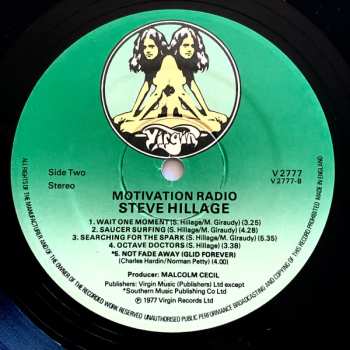 Virgin
Side Two
Stereo
V 2777
V 2777-B
MOTIVATION RADIO
STEVE HILLAGE
1. WAIT ONE MOMENT (S. Hillage/M. Giraudy) (3.25)
2. SAUCER SURFING (S. Hillage/M. Giraudy) (4.28)
3. SEARCHING FOR THE SPARK (S. Hillage/M. Giraudy) (5.35)
4. OCTAVE DOCTORS (S. Hillage) (3.38)
*5. NOT FADE AWAY (GLID FOREVER)
(Charles Hardin/Norman Petty) (4.00)
Producer: MALCOLM CECIL
Publishers: Virgin Music (Publishers) Ltd except
*Southern Music Publishing Co Ltd
℗ 1977 Virgin Records Ltd
ALL RIGHTS OF THE MANUFACTURER AND OF THE OWNER OF THE RECORDED WORK RESERVED UNAUTHORISED PUBLIC PERFORMANCE BROADCASTING AND COPYING OF THIS RECORD PROHIBITED MADE IN ENGLAND